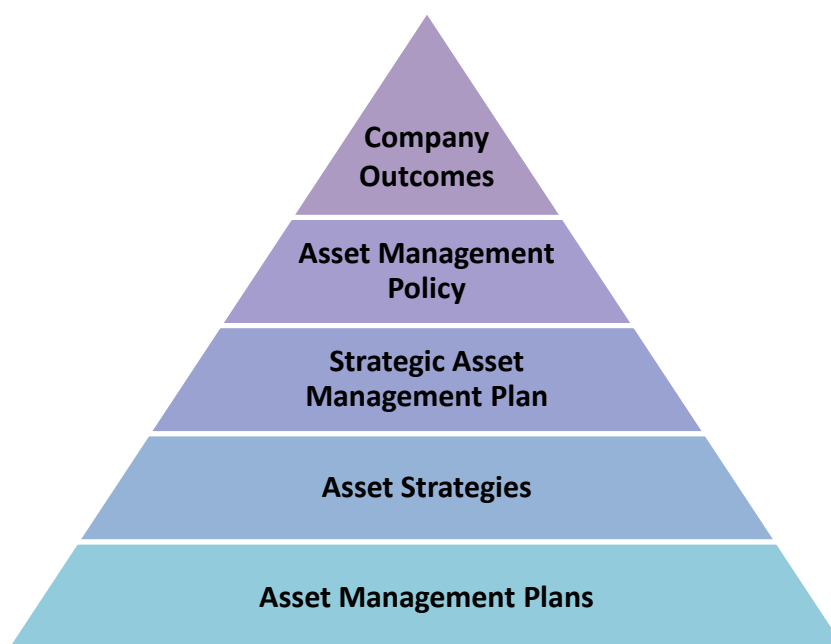 Company
Outcomes
Asset Management
Policy
Strategic Asset
Management Plan
Asset Strategies
Asset Management Plans